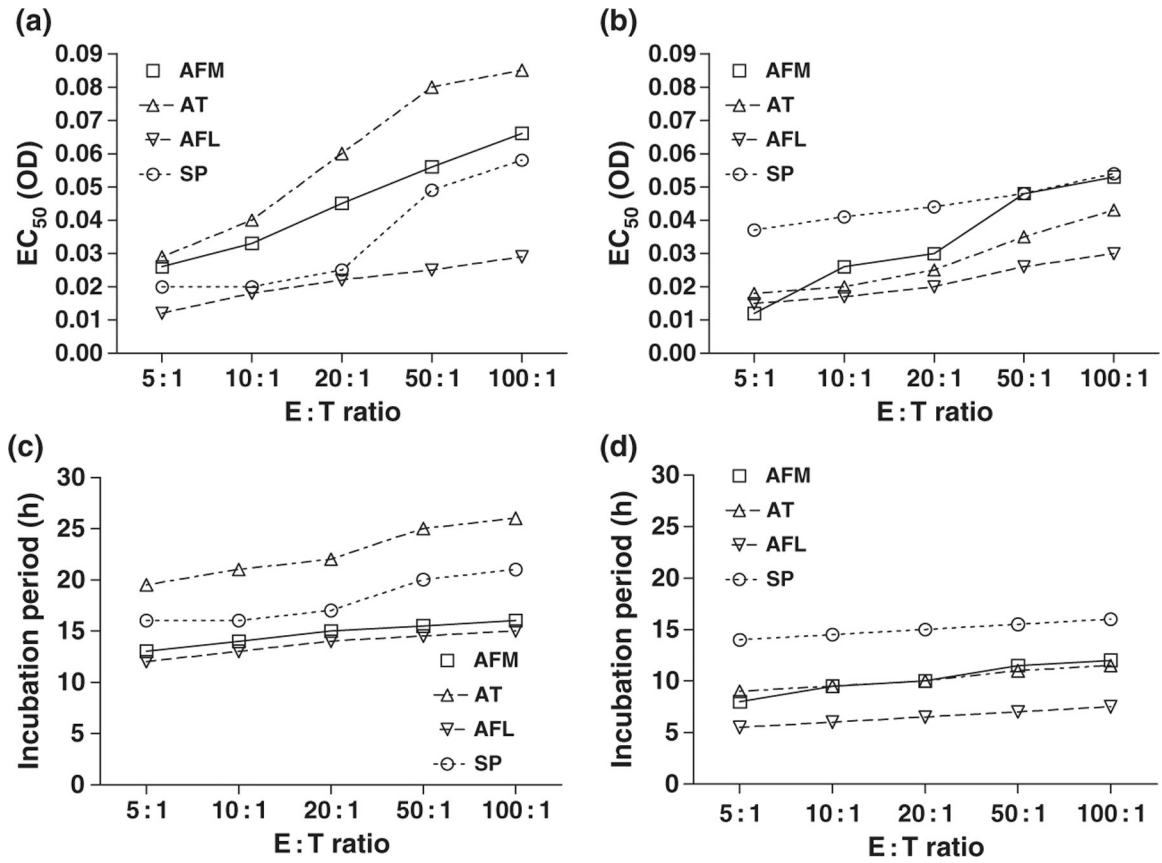 (a)
EC50 (OD)
0.09
0.08
0.07
0.06
0.05
0.04
0.03
0.02
0.01
0.00
AFM
AT
AFL
SP
5:1 10:1 20:1 50:1 100:1
E:T ratio
(b)
EC50 (OD)
0.09
0.08
0.07
0.06
0.05
0.04
0.03
0.02
0.01
0.00
AFM
AT
AFL
SP
5:1 10:1 20:1 50:1 100:1
E:T ratio
(c)
Incubation period (h)
30
25
20
15
10
5
0
AFM
AT
AFL
SP
5:1 10:1 20:1 50:1 100:1
E:T ratio
(d)
Incubation period (h)
30
25
20
15
10
5
0
AFM
AT
AFL
SP
5:1 10:1 20:1 50:1 100:1
E:T ratio